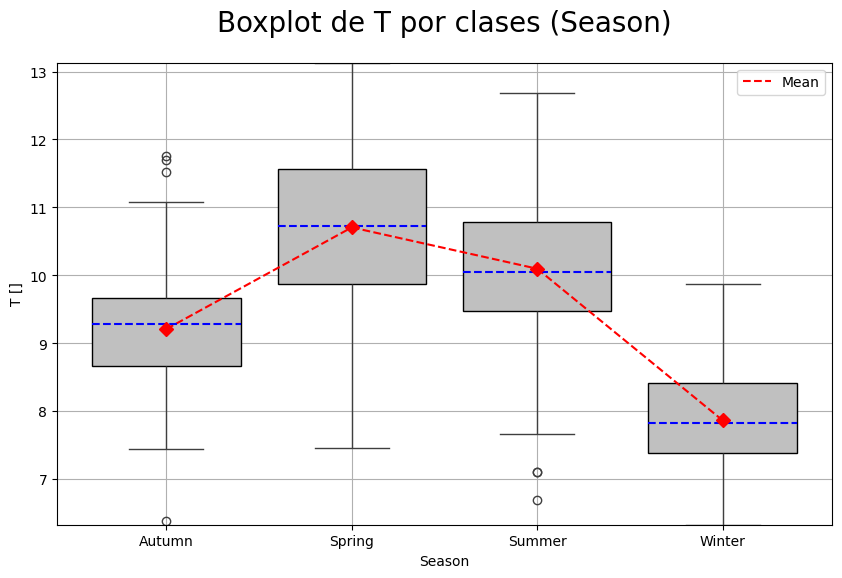 Boxplot de T por clases (Season)
Mean
13
12
11
10
9
8
7
T []
Autumn
Spring
Summer
Winter
Season